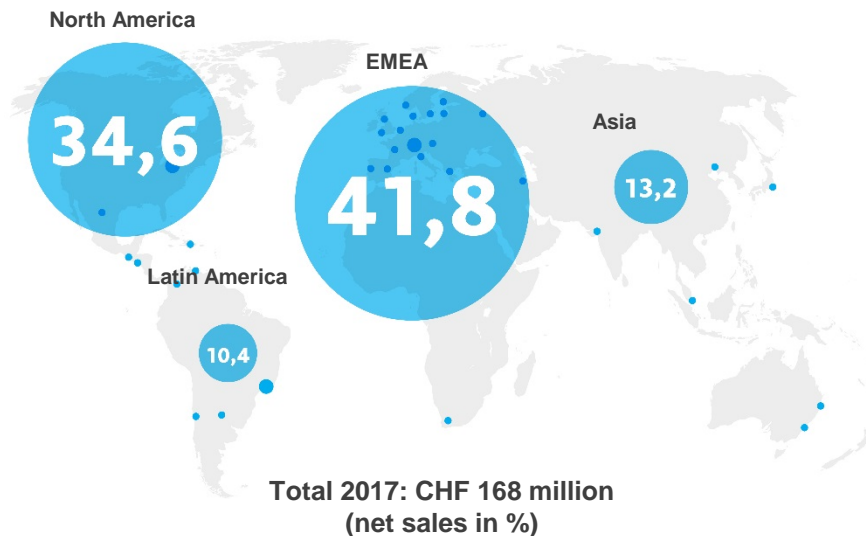 North America
34,6
EMEA
41,8
Asia
13,2
Latin America
10,4
Total 2017: CHF 168 million
(net sales in %)